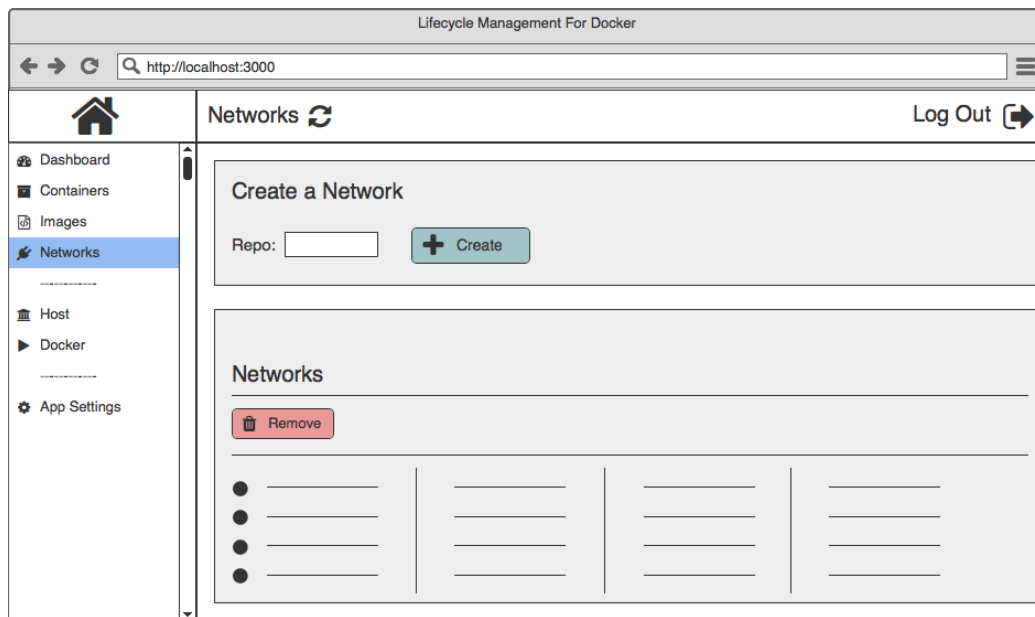 Lifecycle Management For Docker
http://localhost:3000
Networks
Log Out
Dashboard
Containers
Images
Networks
------------
Host
Docker
------------
App Settings
Create a Network
Repo:
Create
Networks
Remove